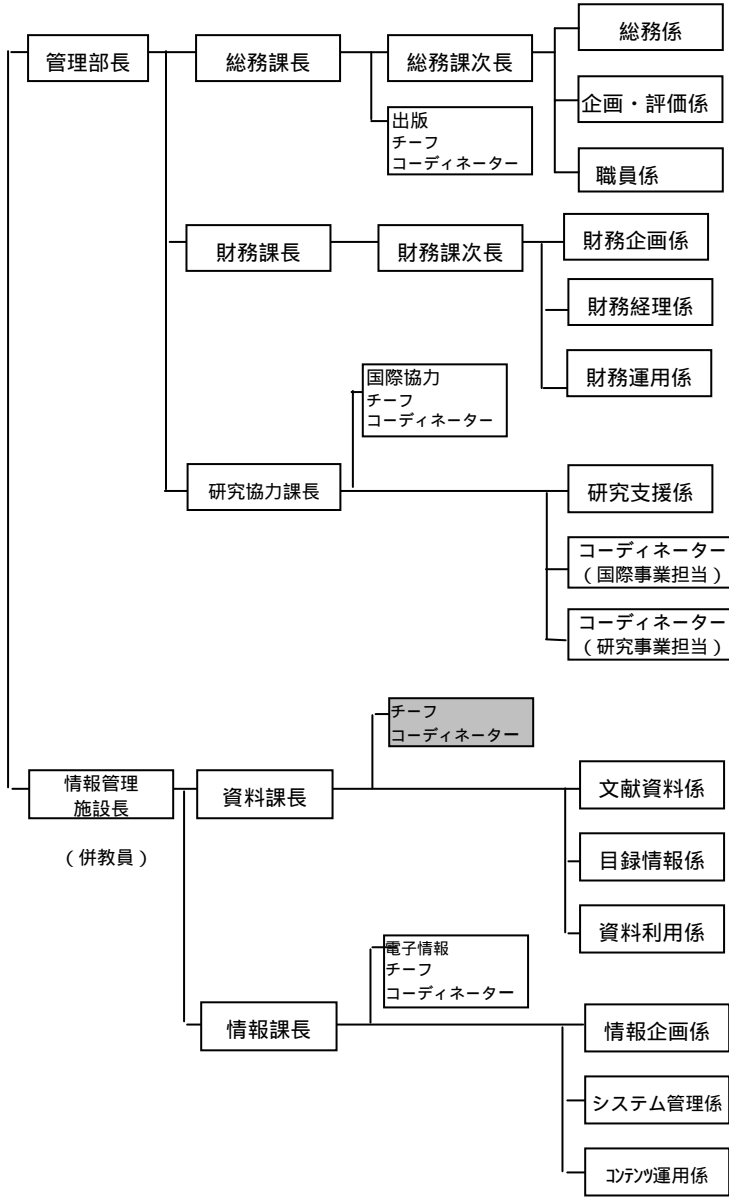 総務係
管理部長
総務課長
総務課次長
出版
チーフ
コーディネーター
企画・評価係
職員係
財務課長
財務課次長
財務企画係
財務経理係
財務運用係
国際協力
チーフ
コーディネーター
研究協力課長
研究支援係
コーディネーター
(国際事業担当)
コーディネーター
(研究事業担当)
チーフ
コーディネーター
情報管理
施設長
(併教員)
資料課長
文献資料係
目録情報係
資料利用係
電子情報
チーフ
コーディネーター
情報課長
情報企画係
システム管理係
コンテンツ運用係